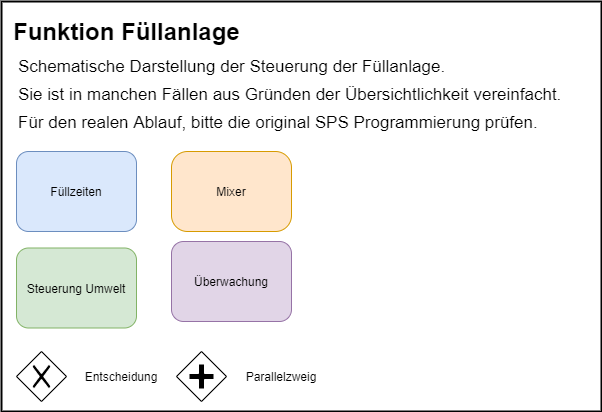 Funktion Füllanlage
Schematische Darstellung der Steuerung der Füllanlage.
Sie ist in manchen Fällen aus Gründen der Übersichtlichkeit vereinfacht.
Für den realen Ablauf, bitte die original SPS Programmierung prüfen.
Füllzeiten
Mixer
Steuerung Umwelt
Überwachung
Entscheidung
Parallelzweig